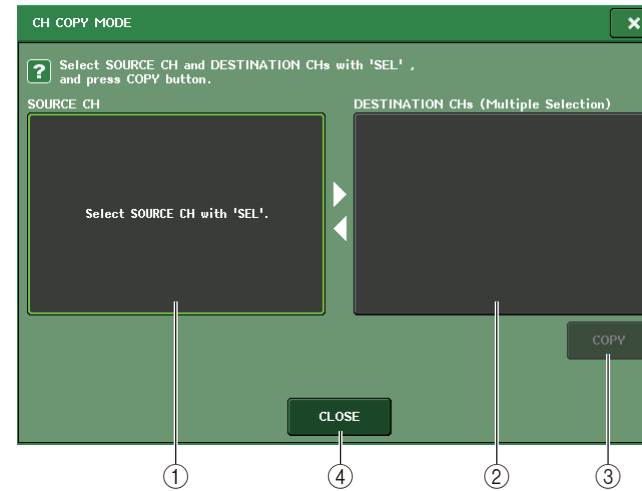 CH COPY MODE
×
? Select SOURCE CH and DESTINATION CHs with 'SEL' ,
and press COPY button.
SOURCE CH
DESTINATION CHs (Multiple Selection)
Select SOURCE CH with 'SEL'.
COPY
CLOSE
① ④ ② ③